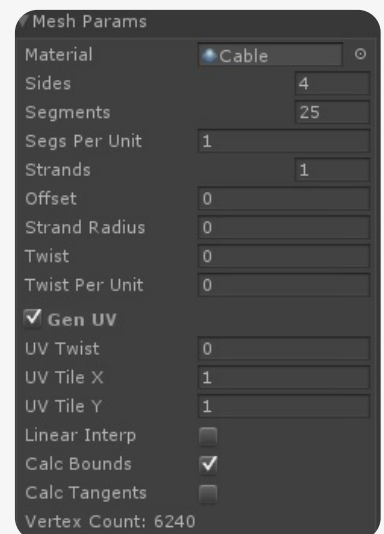 Mesh Params
Material Cable
Sides 4
Segments 25
Segs Per Unit 1
Strands 1
Offset 0
Strand Radius 0
Twist 0
Twist Per Unit 0
Gen UV
UV Twist 0
UV Tile X 1
UV Tile Y 1
Linear Interp
Calc Bounds
Calc Tangents
Vertex Count: 6240